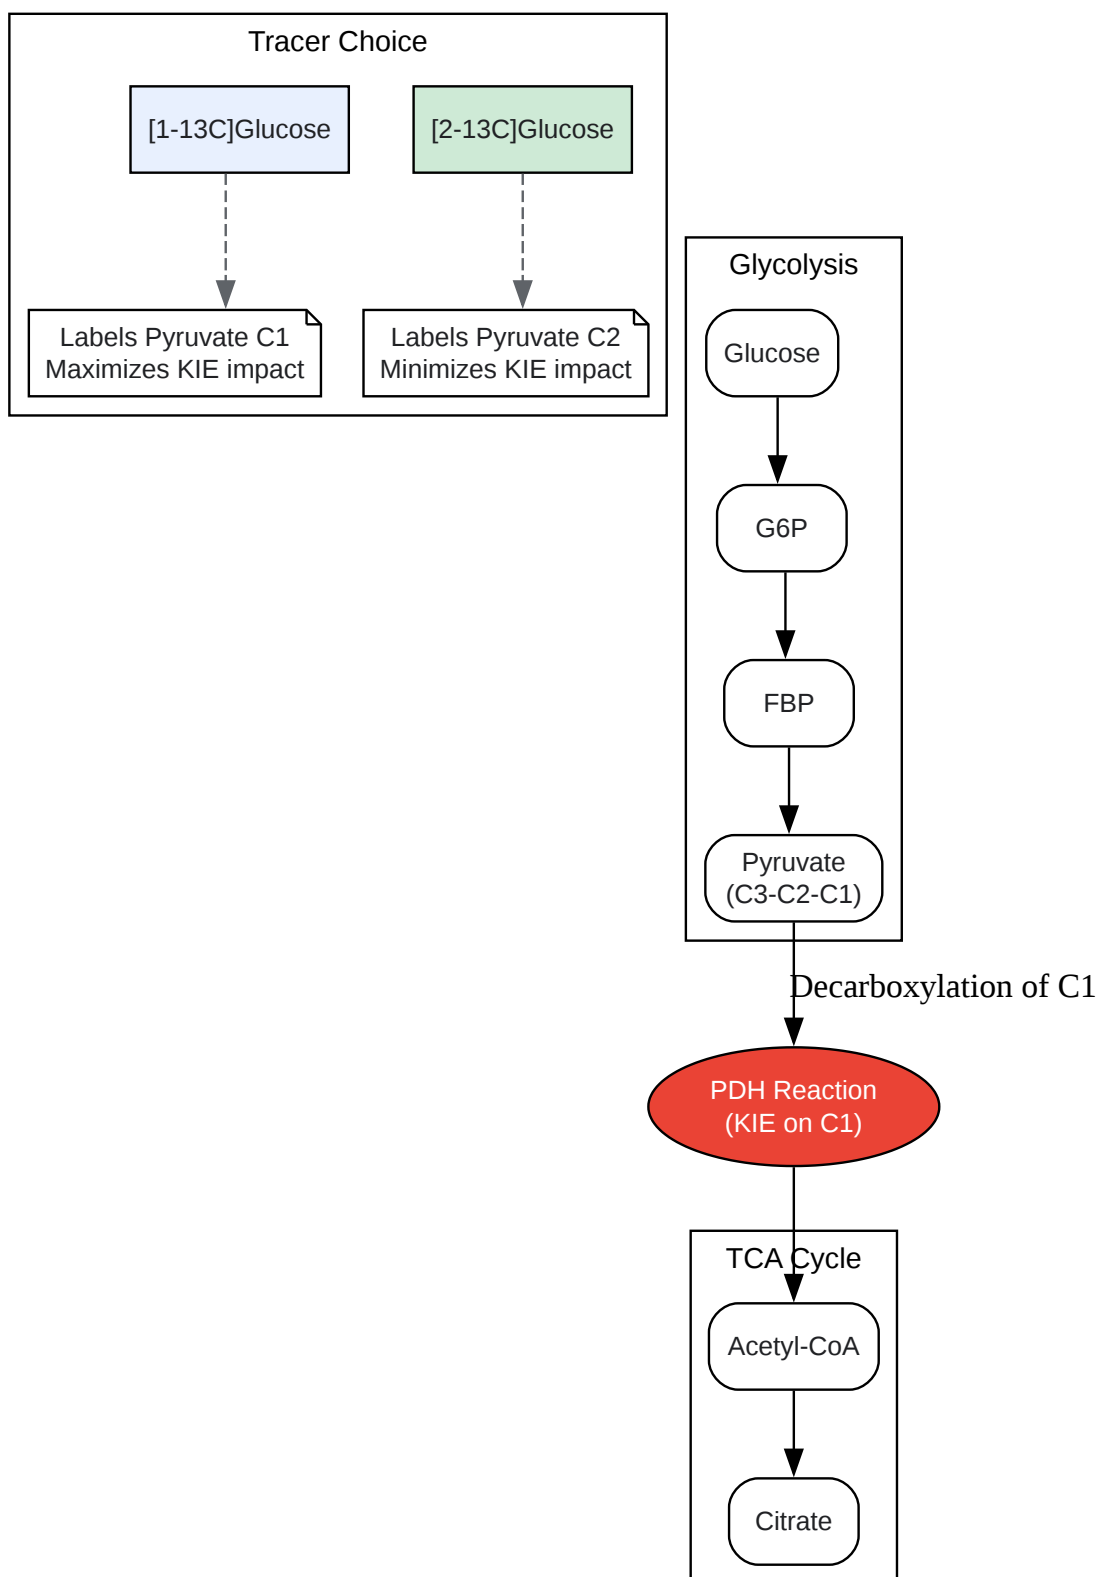 Tracer Choice
[1-13C]Glucose
[2-13C]Glucose
Labels Pyruvate C1
Maximizes KIE impact
Labels Pyruvate C2
Minimizes KIE impact
Glycolysis
Glucose
G6P
FBP
Pyruvate
(C3-C2-C1)
Decarboxylation of C1
PDH Reaction
(KIE on C1)
TCA Cycle
Acetyl-CoA
Citrate